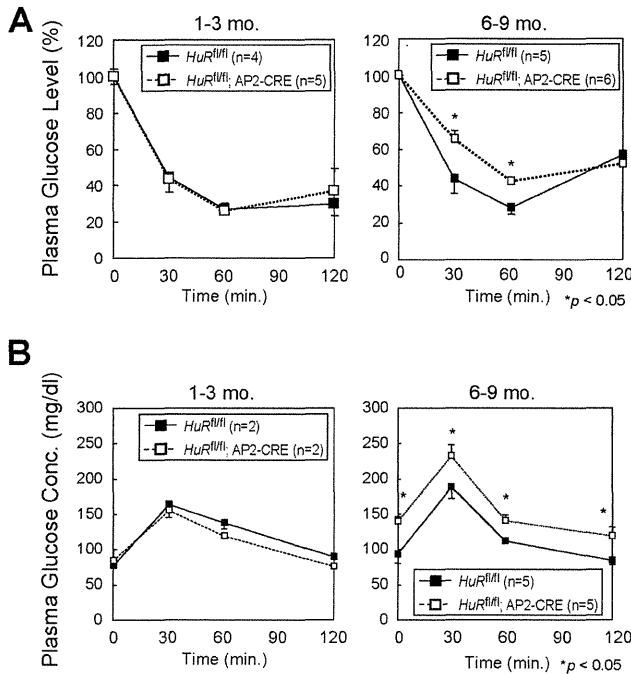 A
1-3 mo.
6-9 mo.
Plasma Glucose Level (%)
120
100
80
60
40
20
0
HuRfl/fl (n=4)
HuRfl/fl; AP2-CRE (n=5)
0 30 60 90 120
Time (min.)
120
100
80
60
40
20
0
HuRfl/fl (n=5)
HuRfl/fl; AP2-CRE (n=6)
*
*
0 30 60 90 120
Time (min.)
*p < 0.05
B
1-3 mo.
6-9 mo.
Plasma Glucose Conc. (mg/dl)
300
250
200
150
100
50
0
HuRfl/fl (n=2)
HuRfl/fl; AP2-CRE (n=2)
0 30 60 90 120
Time (min.)
300
250
200
150
100
50
0
*
*
*
*
HuRfl/fl (n=5)
HuRfl/fl; AP2-CRE (n=5)
0 30 60 90 120
Time (min.)
*p < 0.05